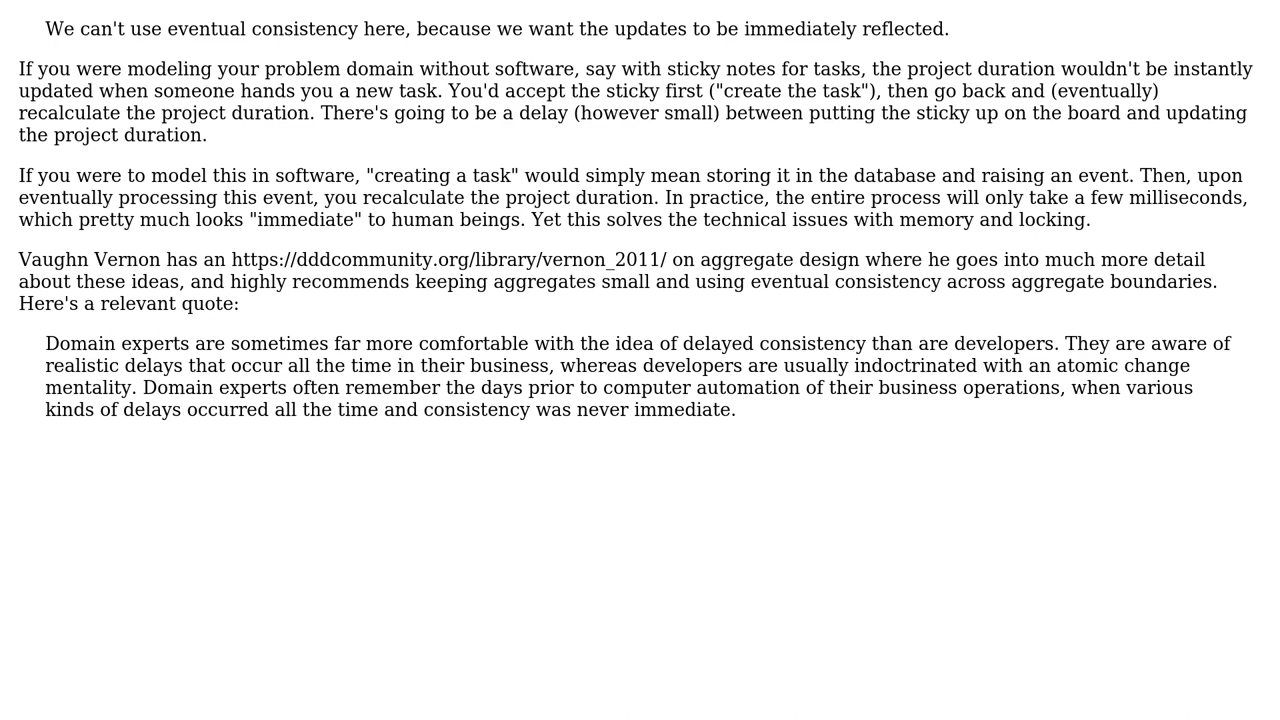 We can't use eventual consistency here, because we want the updates to be immediately reflected.
If you were modeling your problem domain without software, say with sticky notes for tasks, the project duration wouldn't be instantly
updated when someone hands you a new task. You'd accept the sticky first ("create the task"), then go back and (eventually)
recalculate the project duration. There's going to be a delay (however small) between putting the sticky up on the board and updating
the project duration.
If you were to model this in software, "creating a task" would simply mean storing it in the database and raising an event. Then, upon
eventually processing this event, you recalculate the project duration. In practice, the entire process will only take a few milliseconds,
which pretty much looks "immediate" to human beings. Yet this solves the technical issues with memory and locking.
Vaughn Vernon has an https://dddcommunity.org/library/vernon_2011/ on aggregate design where he goes into much more detail
about these ideas, and highly recommends keeping aggregates small and using eventual consistency across aggregate boundaries.
Here's a relevant quote:
Domain experts are sometimes far more comfortable with the idea of delayed consistency than are developers. They are aware of
realistic delays that occur all the time in their business, whereas developers are usually indoctrinated with an atomic change
mentality. Domain experts often remember the days prior to computer automation of their business operations, when various
kinds of delays occurred all the time and consistency was never immediate.